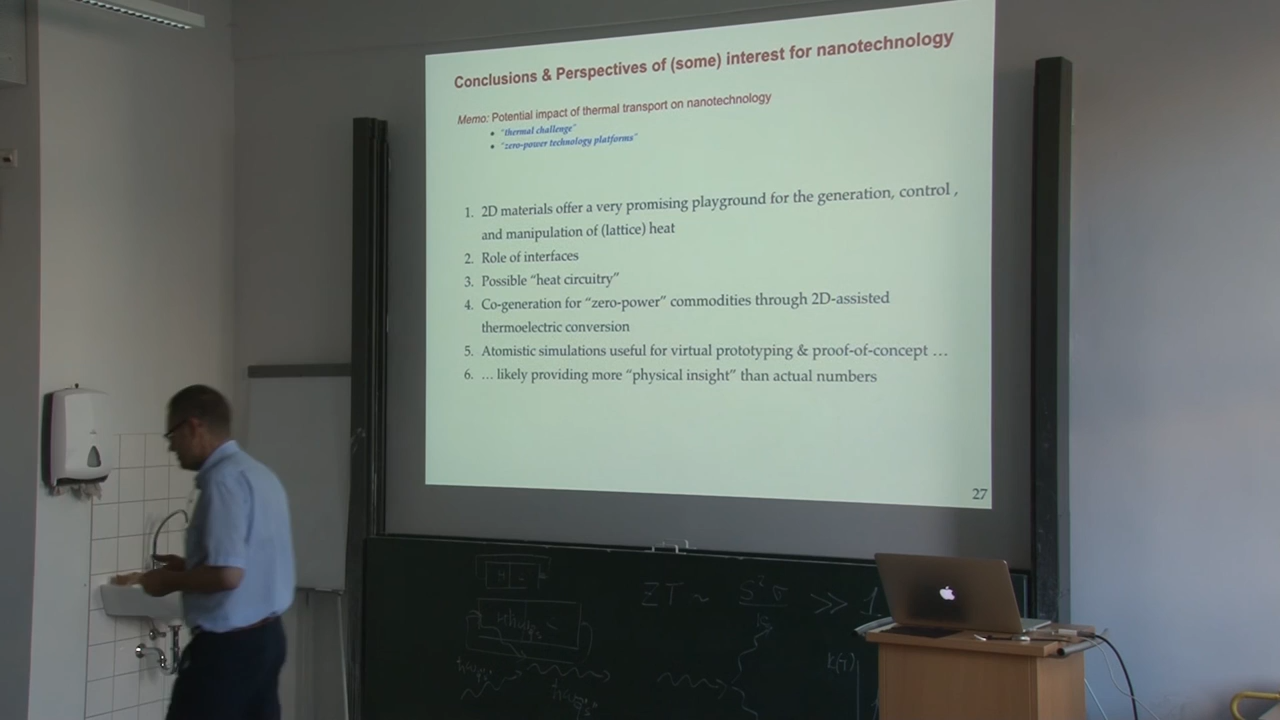 Conclusions & Perspectives of (some) interest for nanotechnology
Memo: Potential impact of thermal transport on nanotechnology
• "thermal challenge"
• "zero-power technology platforms"
1. 2D materials offer a very promising playground for the generation, control ,
and manipulation of (lattice) heat
2. Role of interfaces
3. Possible "heat circuitry"
4. Co-generation for "zero-power" commodities through 2D-assisted
thermoelectric conversion
5. Atomistic simulations useful for virtual prototyping & proof-of-concept …
6. … likely providing more "physical insight" than actual numbers
27
ZT ~ S²σ/k >> 1
K(T)